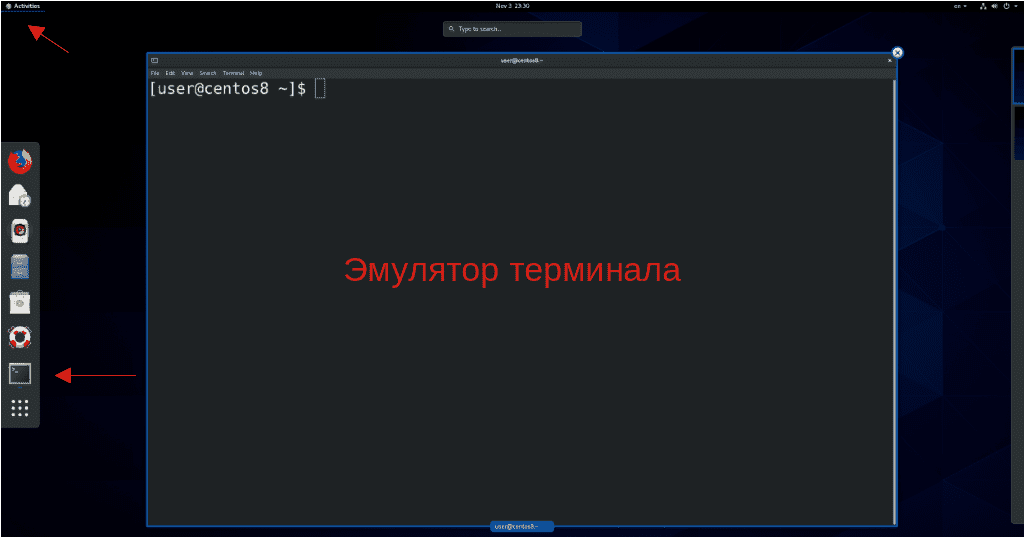 Activities
Nov 3 23:30
en
Type to search...
user@centos8:~
File Edit View Search Terminal Help
[user@centos8 ~]$
Эмулятор терминала
user@centos8:~